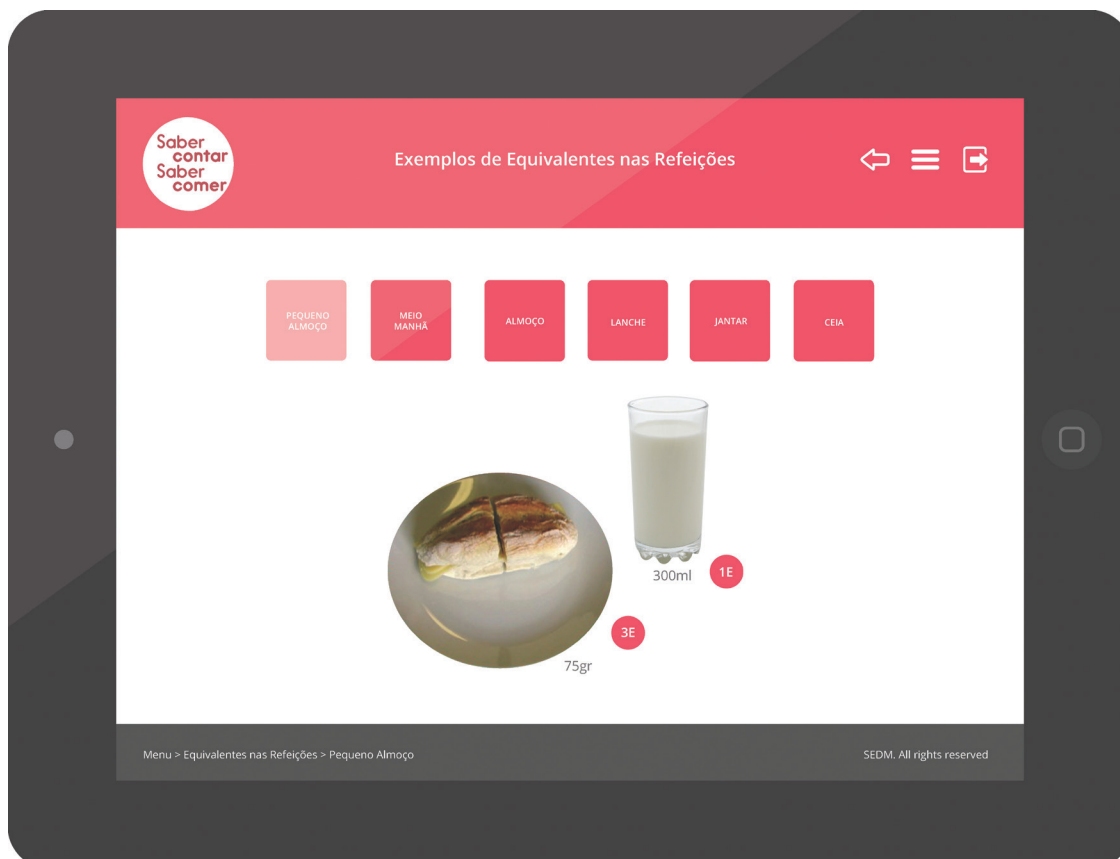 Saber
contar
Saber
comer
Exemplos de Equivalentes nas Refeições
PEQUENO
ALMOÇO
MEIO
MANHÃ
ALMOÇO
LANCHE
JANTAR
CEIA
300ml
1E
3E
75gr
Menu > Equivalentes nas Refeições > Pequeno Almoço
SEDM. All rights reserved